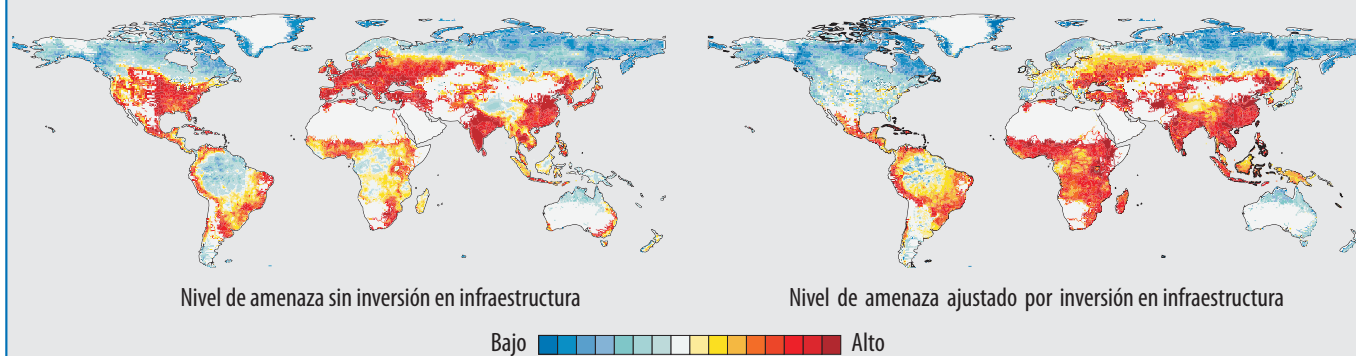 Nivel de amenaza sin inversión en infraestructura
Nivel de amenaza ajustado por inversión en infraestructura
Bajo
Alto